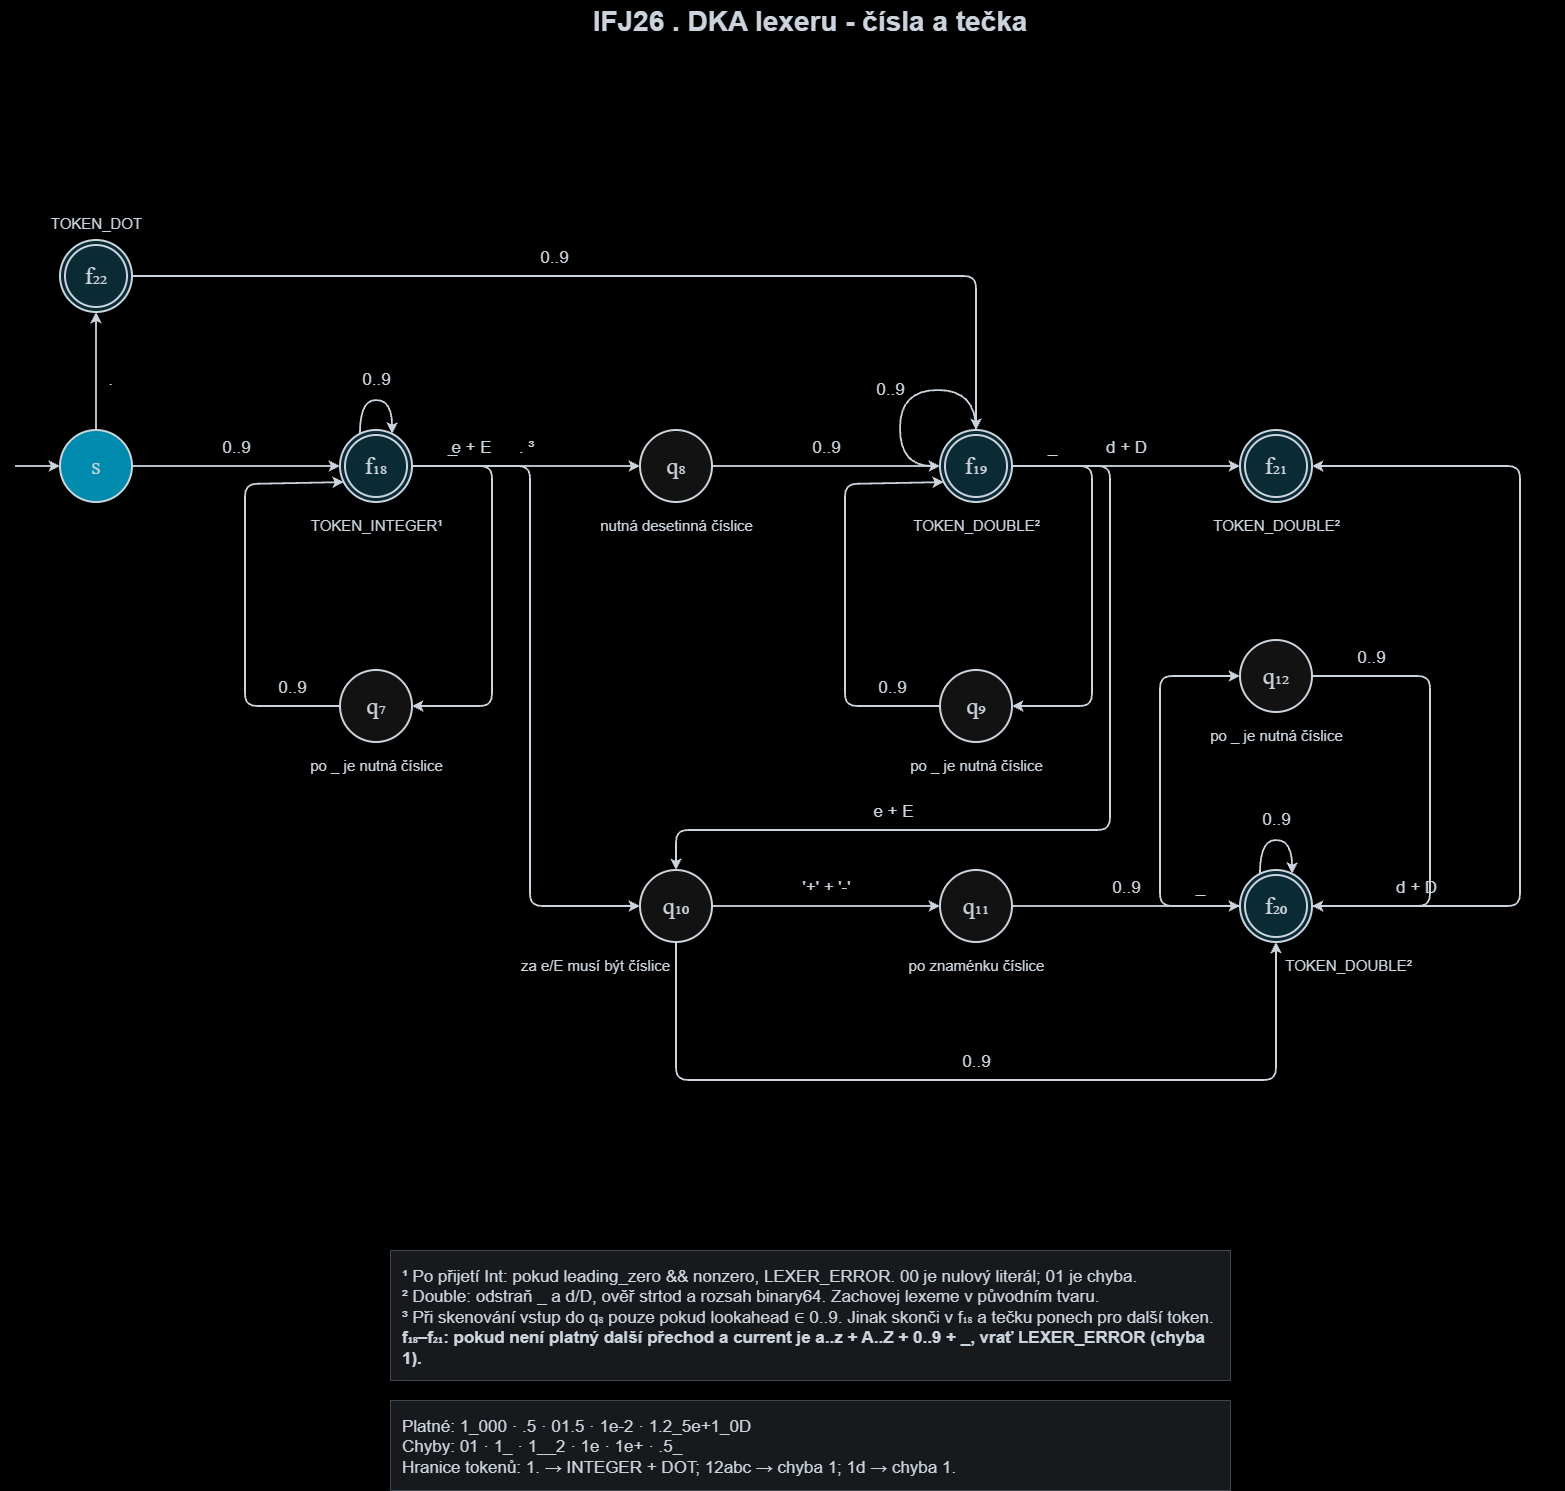 IFJ26 . DKA lexeru - čísla a tečka
TOKEN_DOT
f₂₂
0..9
.
0..9
0..9
s
0..9
f₁₈
_
e + E
. ³
q₈
0..9
f₁₉
_
d + D
f₂₁
TOKEN_INTEGER¹
nutná desetinná číslice
TOKEN_DOUBLE²
TOKEN_DOUBLE²
0..9
q₇
0..9
q₉
q₁₂
0..9
po _ je nutná číslice
po _ je nutná číslice
po _ je nutná číslice
e + E
0..9
q₁₀
'+' + '-'
q₁₁
0..9
_
f₂₀
d + D
za e/E musí být číslice
po znaménku číslice
TOKEN_DOUBLE²
0..9
¹ Po přijetí Int: pokud leading_zero && nonzero, LEXER_ERROR. 00 je nulový literál; 01 je chyba.
² Double: odstraň _ a d/D, ověř strtod a rozsah binary64. Zachovej lexeme v původním tvaru.
³ Při skenování vstup do q₈ pouze pokud lookahead ∈ 0..9. Jinak skonči v f₁₈ a tečku ponech pro další token.
f₁₈–f₂₁: pokud není platný další přechod a current je a..z + A..Z + 0..9 + _, vrať LEXER_ERROR (chyba
1).
Platné: 1_000 · .5 · 01.5 · 1e-2 · 1.2_5e+1_0D
Chyby: 01 · 1_ · 1__2 · 1e · 1e+ · .5_
Hranice tokenů: 1. → INTEGER + DOT; 12abc → chyba 1; 1d → chyba 1.